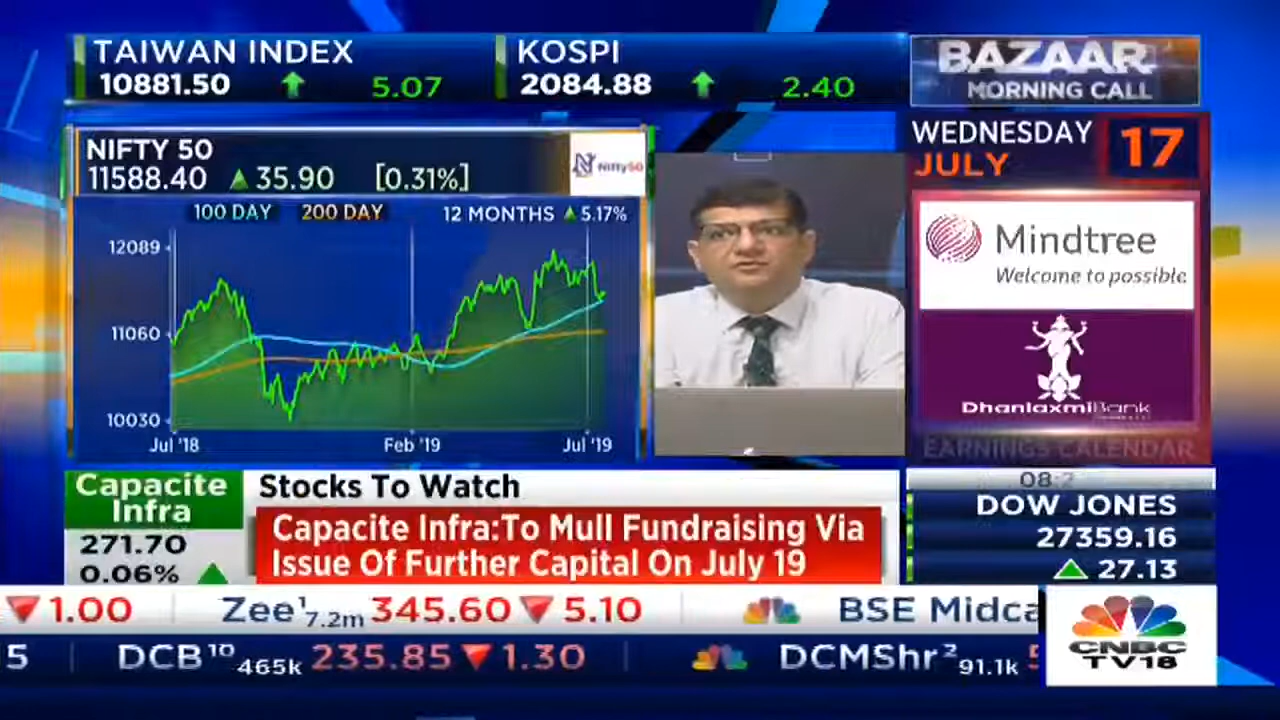 TAIWAN INDEX
10881.50 5.07
KOSPI
2084.88 2.40
BAZAAR
MORNING CALL
NIFTY 50
11588.40 35.90 [0.31%]
Nifty50
100 DAY 200 DAY 12 MONTHS 5.17%
12089
11060
10030
Jul '18 Feb '19 Jul '19
WEDNESDAY
JULY 17
Mindtree
Welcome to possible
DhanlaxmiBank
EARNINGS CALENDAR
Capacite
Infra
271.70
0.06%
Stocks To Watch
Capacite Infra:To Mull Fundraising Via
Issue Of Further Capital On July 19
DOW JONES
27359.16
27.13
1.00 Zee 1 7.2m 345.60 5.10 BSE Midca
5 DCB 10 465k 235.85 1.30 DCMShr 2 91.1k
CNBC
TV18